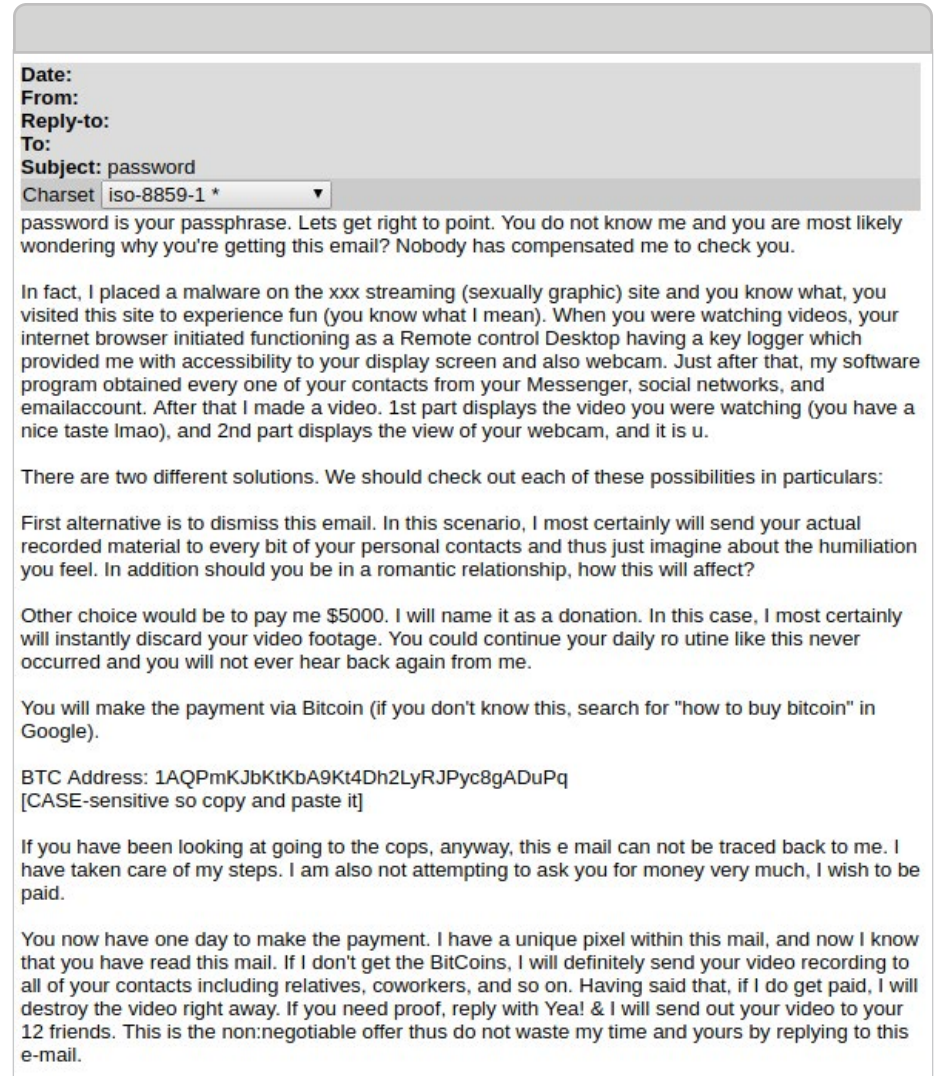 Date:
From:
Reply-to:
To:
Subject: password
Charset iso-8859-1 *
password is your passphrase. Lets get right to point. You do not know me and you are most likely
wondering why you're getting this email? Nobody has compensated me to check you.
In fact, I placed a malware on the xxx streaming (sexually graphic) site and you know what, you
visited this site to experience fun (you know what I mean). When you were watching videos, your
internet browser initiated functioning as a Remote control Desktop having a key logger which
provided me with accessibility to your display screen and also webcam. Just after that, my software
program obtained every one of your contacts from your Messenger, social networks, and
emailaccount. After that I made a video. 1st part displays the video you were watching (you have a
nice taste lmao), and 2nd part displays the view of your webcam, and it is u.
There are two different solutions. We should check out each of these possibilities in particulars:
First alternative is to dismiss this email. In this scenario, I most certainly will send your actual
recorded material to every bit of your personal contacts and thus just imagine about the humiliation
you feel. In addition should you be in a romantic relationship, how this will affect?
Other choice would be to pay me $5000. I will name it as a donation. In this case, I most certainly
will instantly discard your video footage. You could continue your daily ro utine like this never
occurred and you will not ever hear back again from me.
You will make the payment via Bitcoin (if you don't know this, search for "how to buy bitcoin" in
Google).
BTC Address: 1AQPmKJbKtKbA9Kt4Dh2LyRJPyc8gADuPq
[CASE-sensitive so copy and paste it]
If you have been looking at going to the cops, anyway, this e mail can not be traced back to me. I
have taken care of my steps. I am also not attempting to ask you for money very much, I wish to be
paid.
You now have one day to make the payment. I have a unique pixel within this mail, and now I know
that you have read this mail. If I don't get the BitCoins, I will definitely send your video recording to
all of your contacts including relatives, coworkers, and so on. Having said that, if I do get paid, I will
destroy the video right away. If you need proof, reply with Yea! & I will send out your video to your
12 friends. This is the non:negotiable offer thus do not waste my time and yours by replying to this
e-mail.